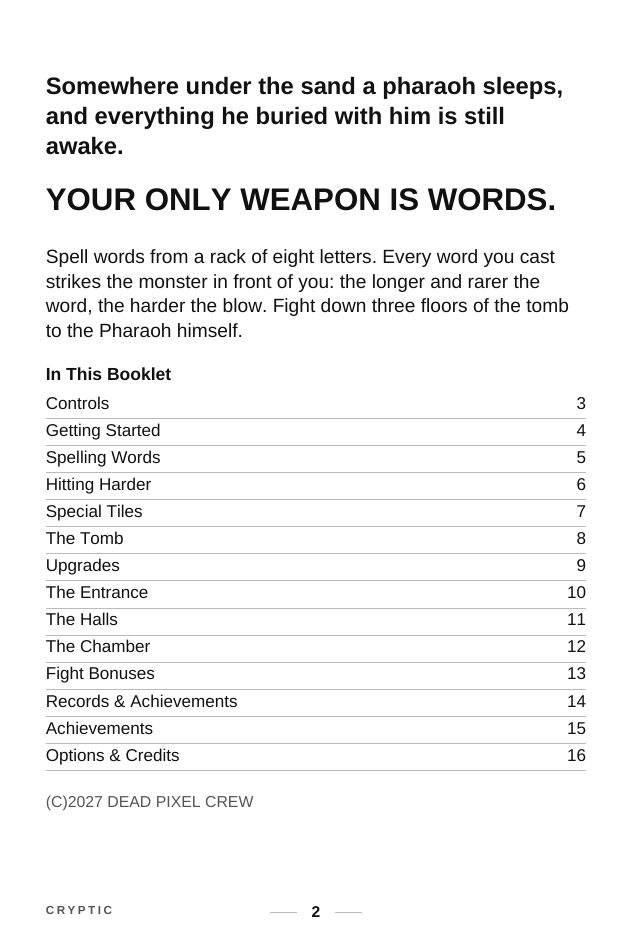 Somewhere under the sand a pharaoh sleeps,
and everything he buried with him is still
awake.
YOUR ONLY WEAPON IS WORDS.
Spell words from a rack of eight letters. Every word you cast
strikes the monster in front of you: the longer and rarer the
word, the harder the blow. Fight down three floors of the tomb
to the Pharaoh himself.
In This Booklet
Controls 3
Getting Started 4
Spelling Words 5
Hitting Harder 6
Special Tiles 7
The Tomb 8
Upgrades 9
The Entrance 10
The Halls 11
The Chamber 12
Fight Bonuses 13
Records & Achievements 14
Achievements 15
Options & Credits 16
(C)2027 DEAD PIXEL CREW
CRYPTIC 2